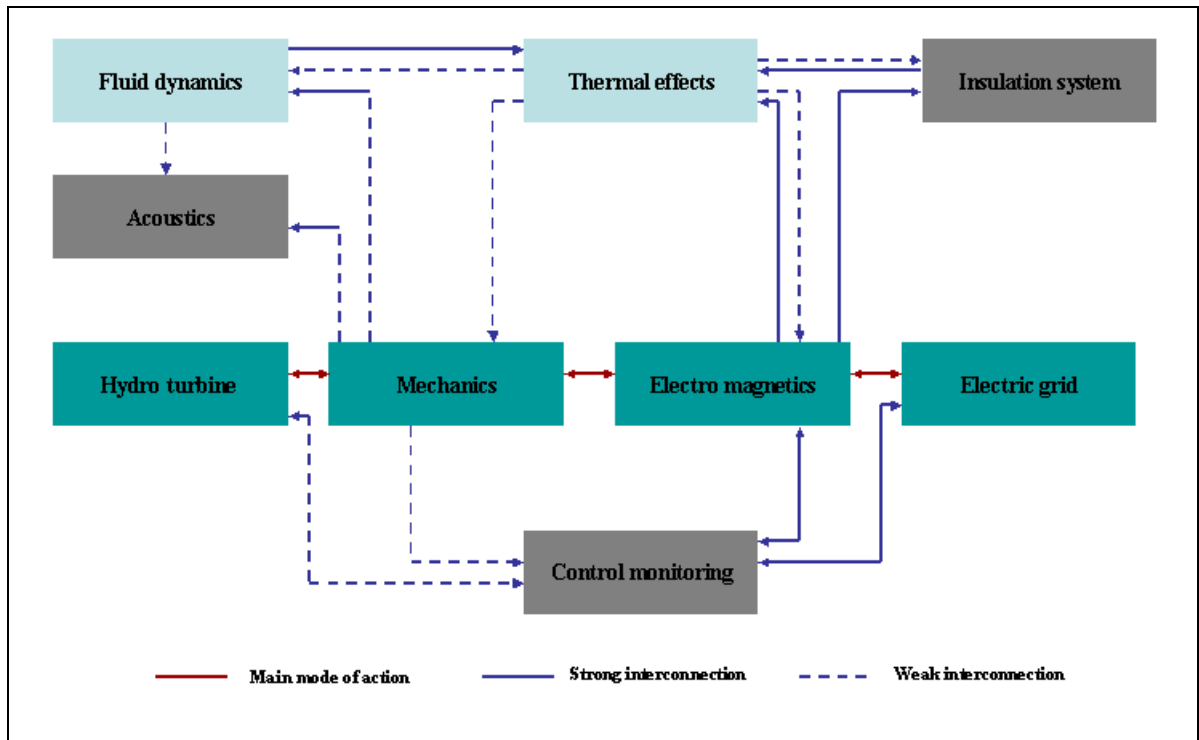 Fluid dynamics
Thermal effects
Insulation system
Acoustics
Hydro turbine
Mechanics
Electro magnetics
Electric grid
Control monitoring
Main mode of action
Strong interconnection
Weak interconnection